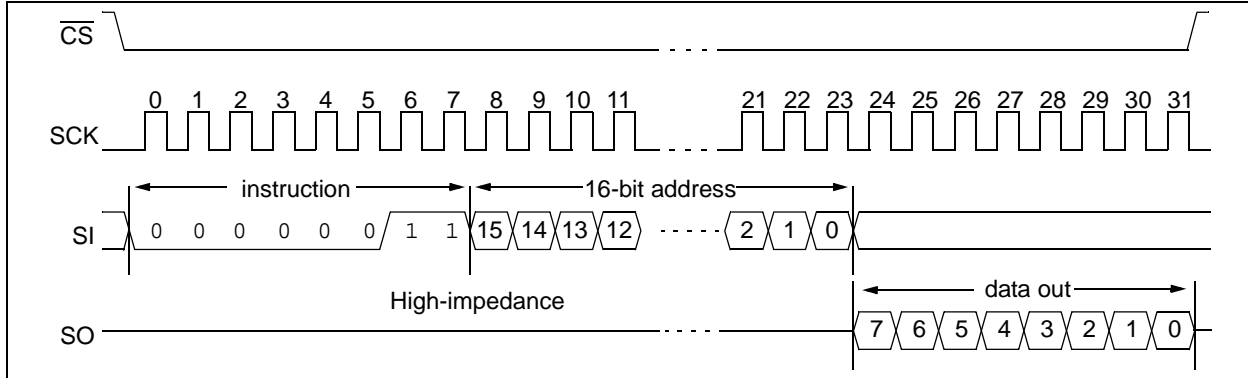 CS
0 1 2 3 4 5 6 7 8 9 10 11 21 22 23 24 25 26 27 28 29 30 31
SCK
instruction 16-bit address
SI 0 0 0 0 0 0 1 1 15 14 13 12 2 1 0
High-impedance data out
SO 7 6 5 4 3 2 1 0